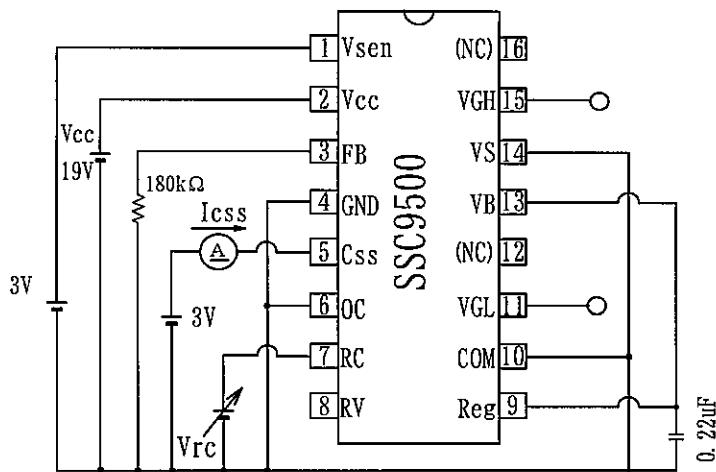 1 Vsen
(NC) 16
2 Vcc
VGH 15
Vcc
19V
3 FB
VS 14
180kΩ
4 GND
VB 13
Icss
A
5 Css
(NC) 12
3V
3V
6 OC
VGL 11
7 RC
COM 10
8 RV
Reg 9
Vrc
SSC9500
0.22uF